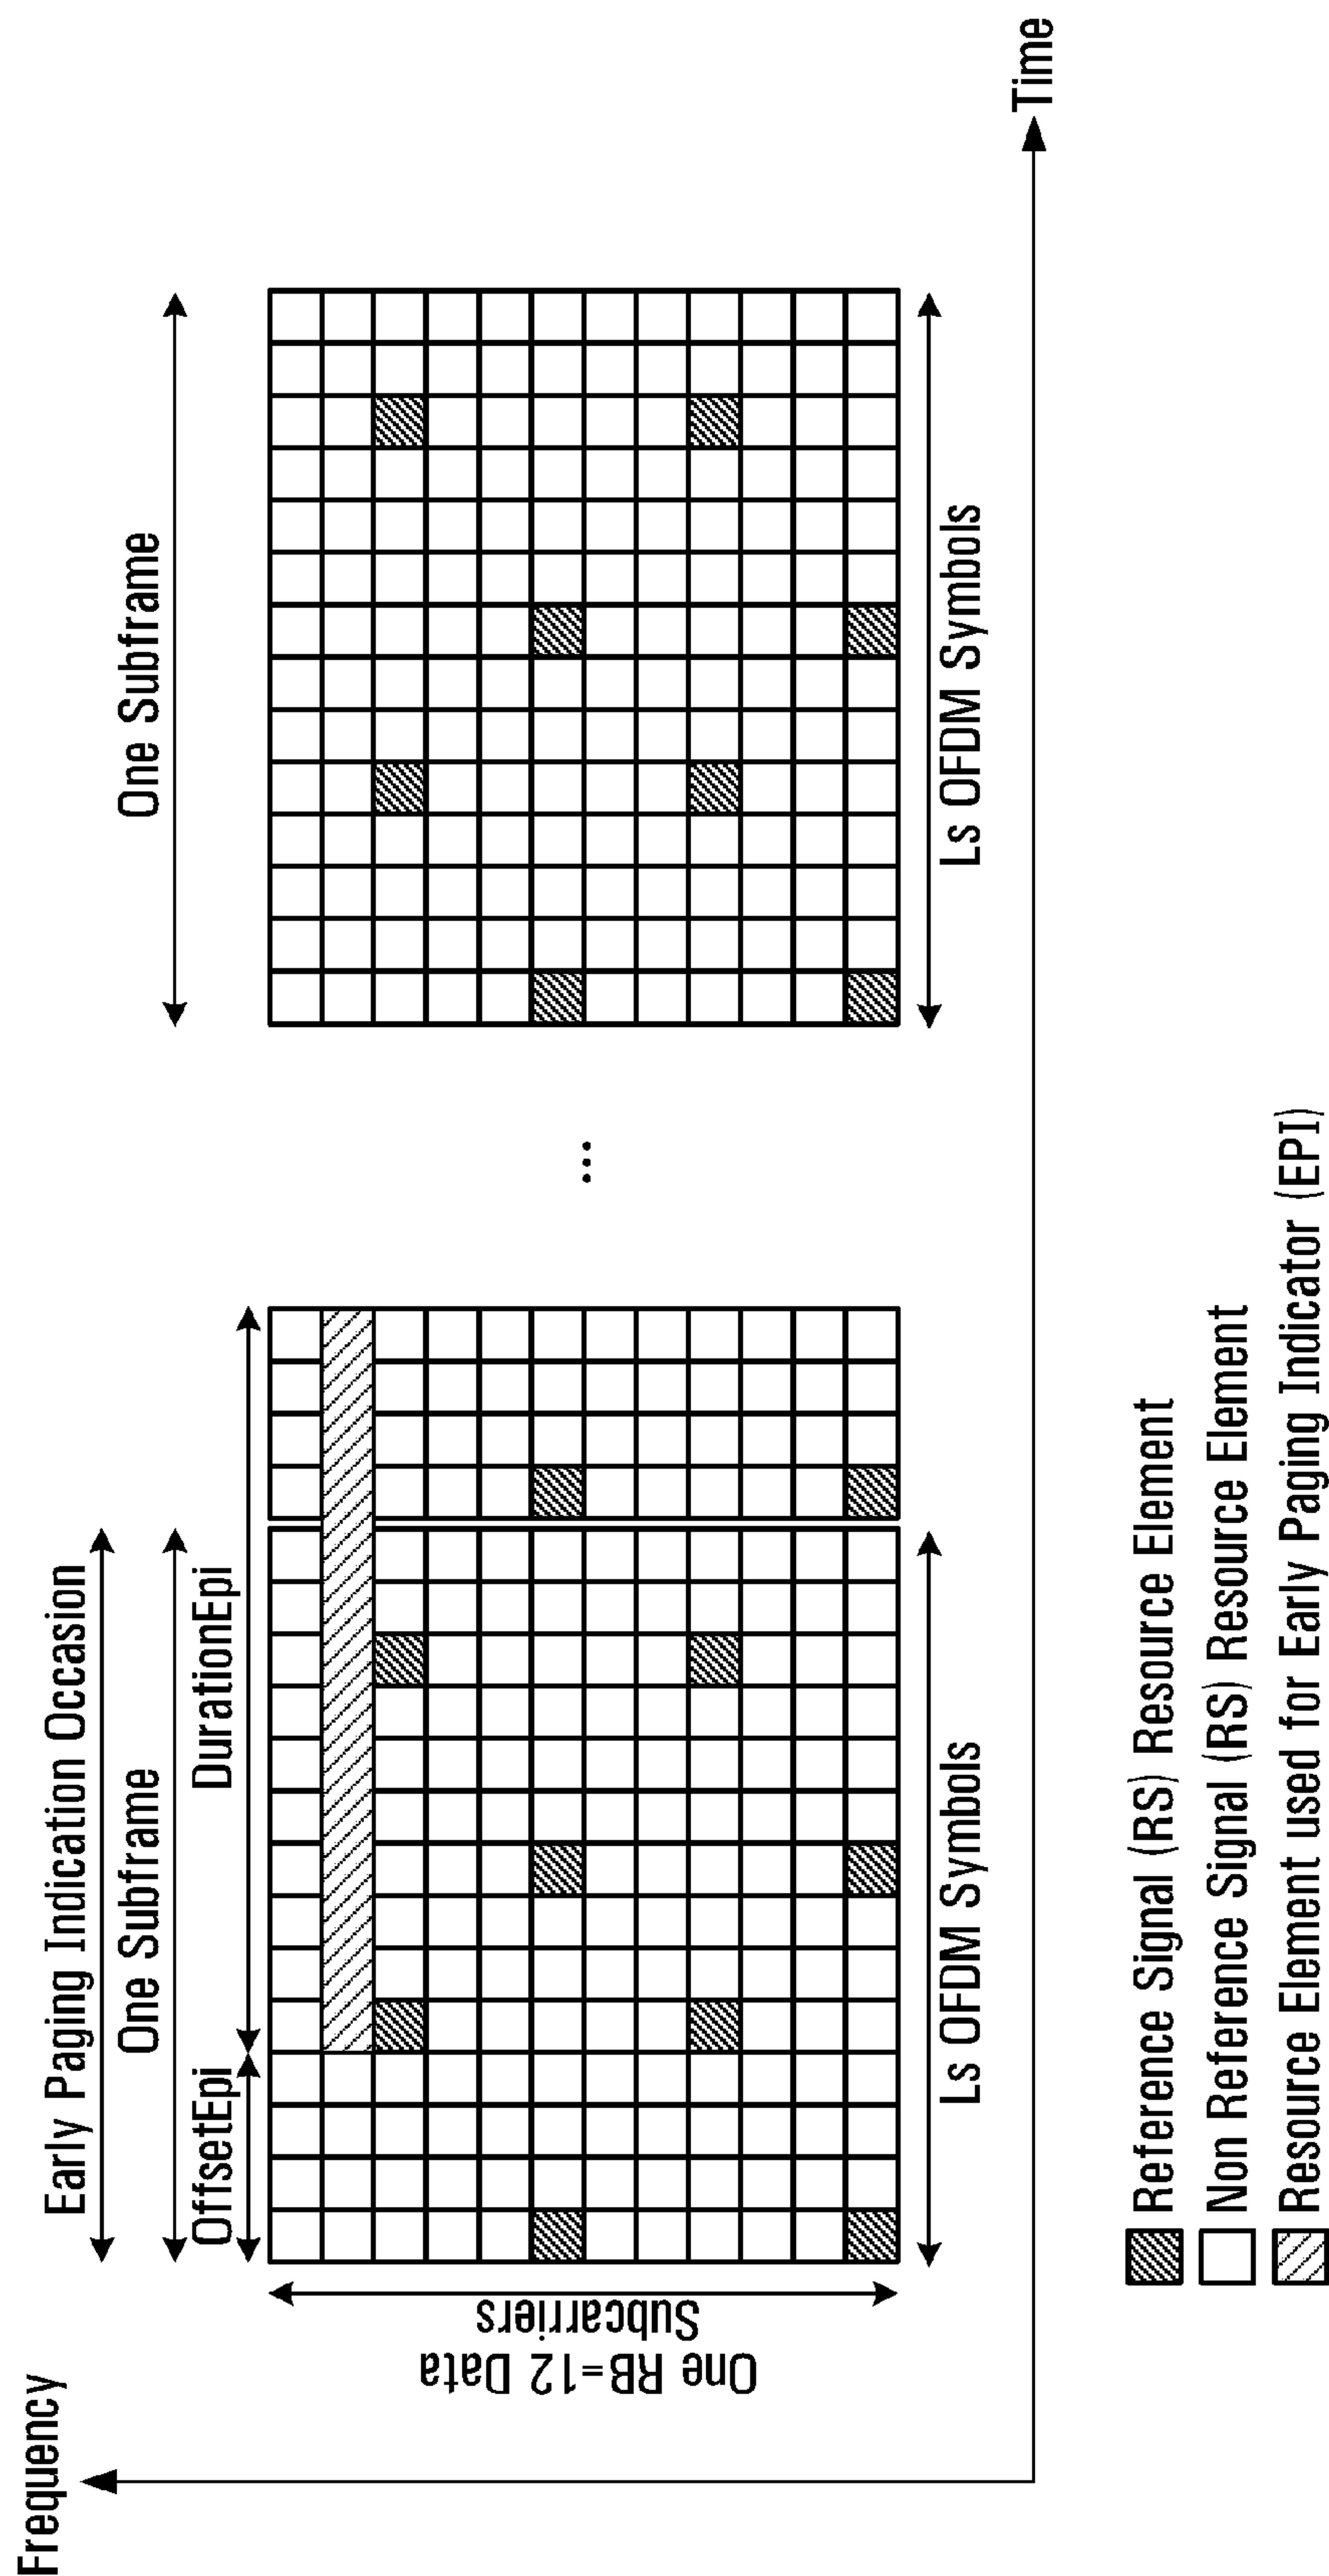 Frequency
Early Paging Indication Occasion
One Subframe
One Subframe
OffsetEpi
DurationEpi
One RB=12 Data
Subcarriers
...
Ls OFDM Symbols
Ls OFDM Symbols
Time
Reference Signal (RS) Resource Element
Non Reference Signal (RS) Resource Element
Resource Element used for Early Paging Indicator (EPI)